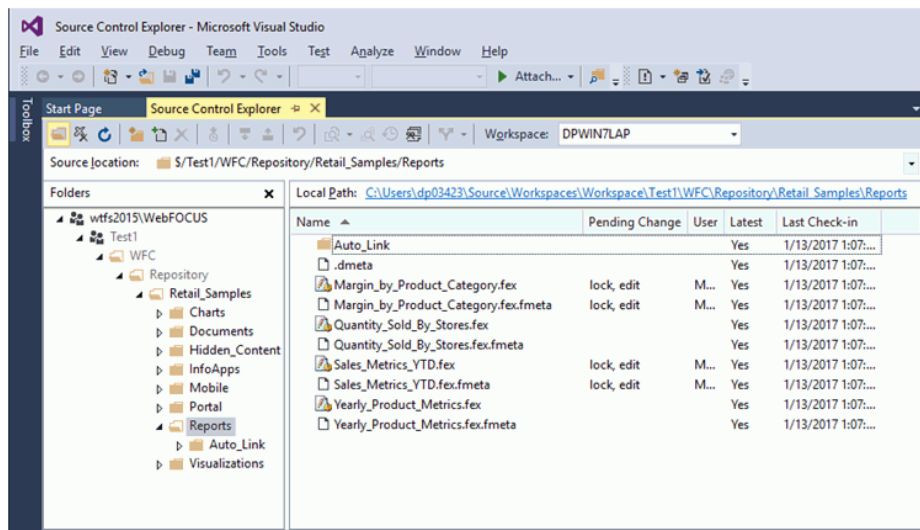 Source Control Explorer - Microsoft Visual Studio
File Edit View Debug Team Tools Test Analyze Window Help
Attach...
Toolbox
Start Page Source Control Explorer
Workspace: DPWIN7LAP
Source location: $/Test1/WFC/Repository/Retail_Samples/Reports
Folders Local Path: C:\Users\dp03423\Source\Workspaces\Workspace\Test1\WFC\Repository\Retail_Samples\Reports
wtfs2015\WebFOCUS Name Pending Change User Latest Last Check-in
Test1 Auto_Link Yes 1/13/2017 1:07:...
WFC .dmeta Yes 1/13/2017 1:07:...
Repository Margin_by_Product_Category.fex lock, edit M... Yes 1/13/2017 1:07:...
Retail_Samples Margin_by_Product_Category.fex.fmeta lock, edit M... Yes 1/13/2017 1:07:...
Charts Quantity_Sold_By_Stores.fex Yes 1/13/2017 1:07:...
Documents Quantity_Sold_By_Stores.fex.fmeta Yes 1/13/2017 1:07:...
Hidden_Content Sales_Metrics_YTD.fex lock, edit M... Yes 1/13/2017 1:07:...
InfoApps Sales_Metrics_YTD.fex.fmeta lock, edit M... Yes 1/13/2017 1:07:...
Mobile Yearly_Product_Metrics.fex Yes 1/13/2017 1:07:...
Portal Yearly_Product_Metrics.fex.fmeta Yes 1/13/2017 1:07:...
Reports
Auto_Link
Visualizations